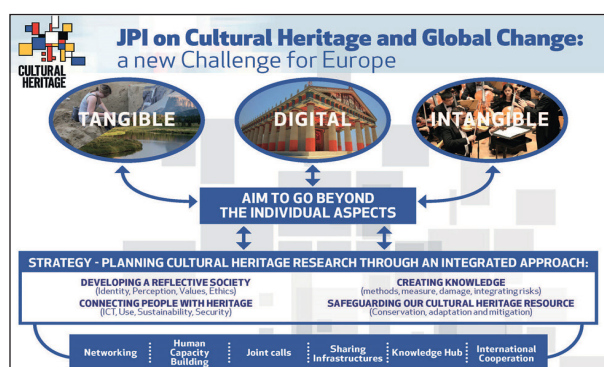 JPI on Cultural Heritage and Global Change:
a new Challenge for Europe
CULTURAL
HERITAGE
TANGIBLE
DIGITAL
INTANGIBLE
AIM TO GO BEYOND
THE INDIVIDUAL ASPECTS
STRATEGY - PLANNING CULTURAL HERITAGE RESEARCH THROUGH AN INTEGRATED APPROACH:
DEVELOPING A REFLECTIVE SOCIETY
(Identity, Perception, Values, Ethics)
CONNECTING PEOPLE WITH HERITAGE
(ICT, Use, Sustainability, Security)
CREATING KNOWLEDGE
(methods, measure, damage, integrating risks)
SAFEGUARDING OUR CULTURAL HERITAGE RESOURCE
(Conservation, adaptation and mitigation)
Networking
Human
Capacity
Building
Joint calls
Sharing
Infrastructures
Knowledge Hub
International
Cooperation